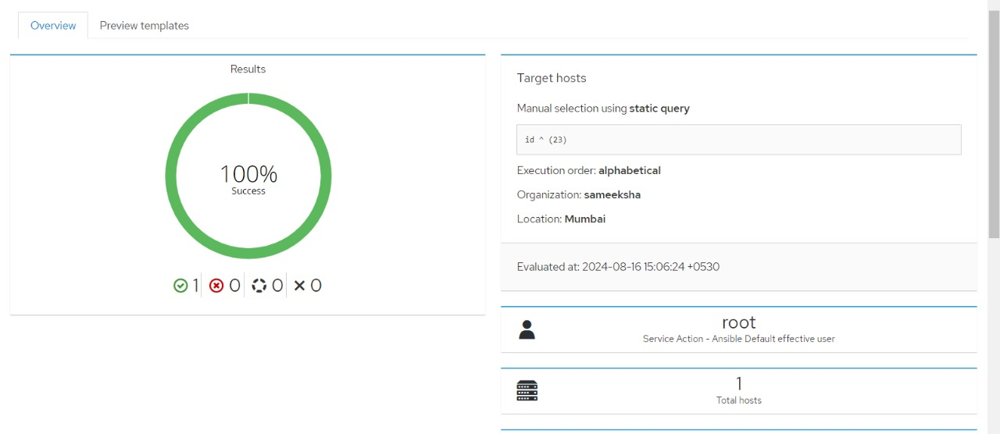 Overview
Preview templates
Results
100%
Success
1 0 0 0
Target hosts
Manual selection using static query
id ^ (23)
Execution order: alphabetical
Organization: sameeksha
Location: Mumbai
Evaluated at: 2024-08-16 15:06:24 +0530
root
Service Action - Ansible Default effective user
1
Total hosts